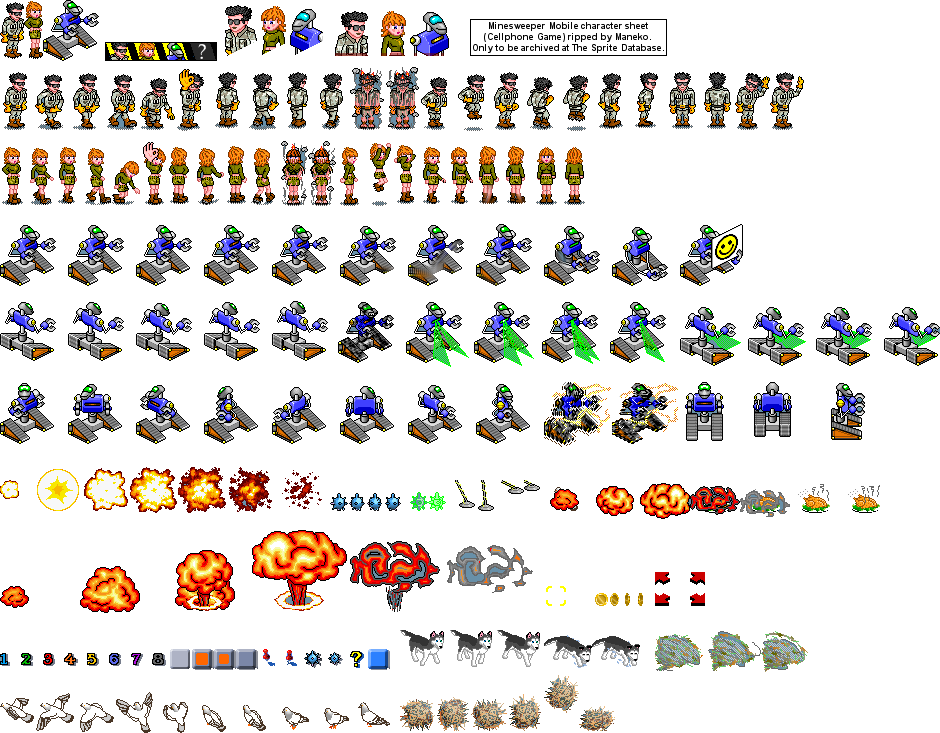 Minesweeper Mobile character sheet
(Cellphone Game) ripped by Maneko.
Only to be archived at The Sprite Database.
?
1 2 3 4 5 6 7 8 ?